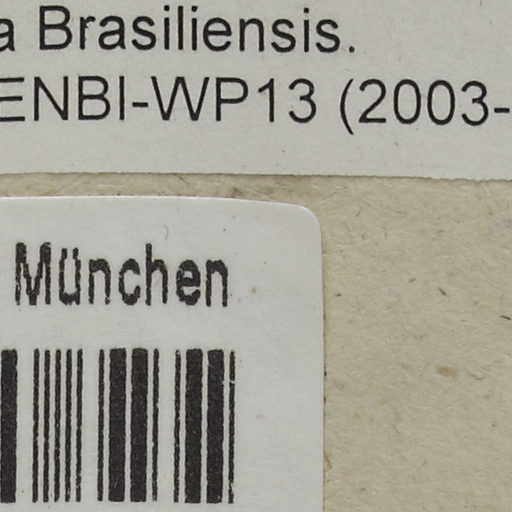 a Brasiliensis.
ENBI-WP13 (2003-
München